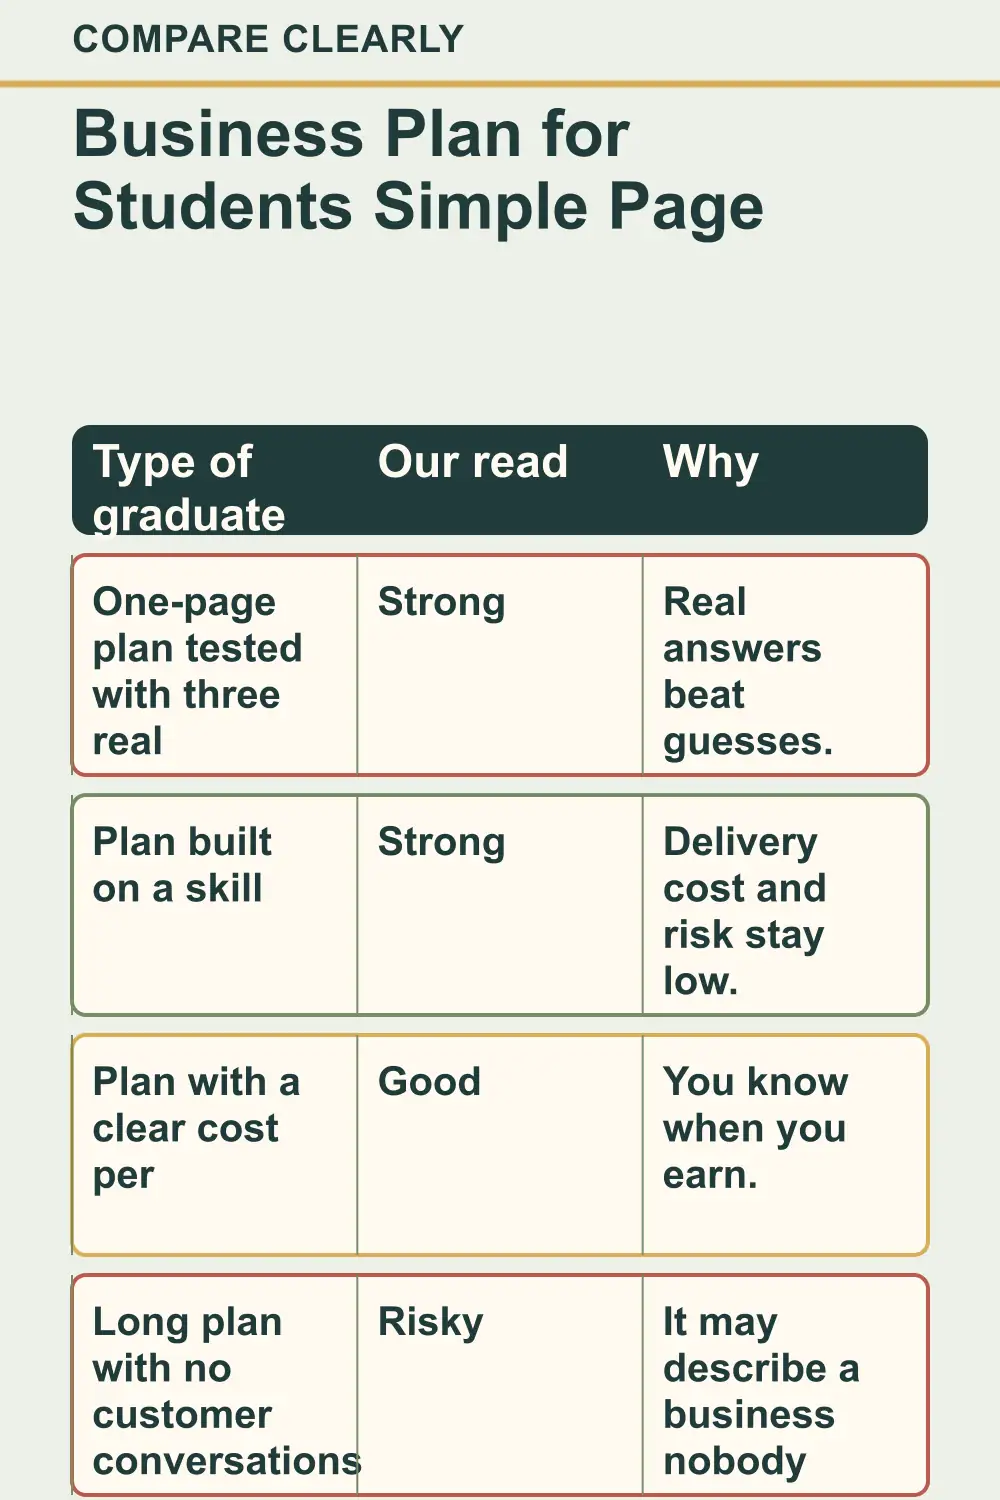 COMPARE CLEARLY
Business Plan for
Students Simple Page
Type of graduate
Our read
Why
One-page
plan tested
with three
real
Strong
Real
answers
beat
guesses.
Plan built
on a skill
Strong
Delivery
cost and
risk stay
low.
Plan with a
clear cost
per
Good
You know
when you
earn.
Long plan
with no
customer
conversations
Risky
It may
describe a
business
nobody